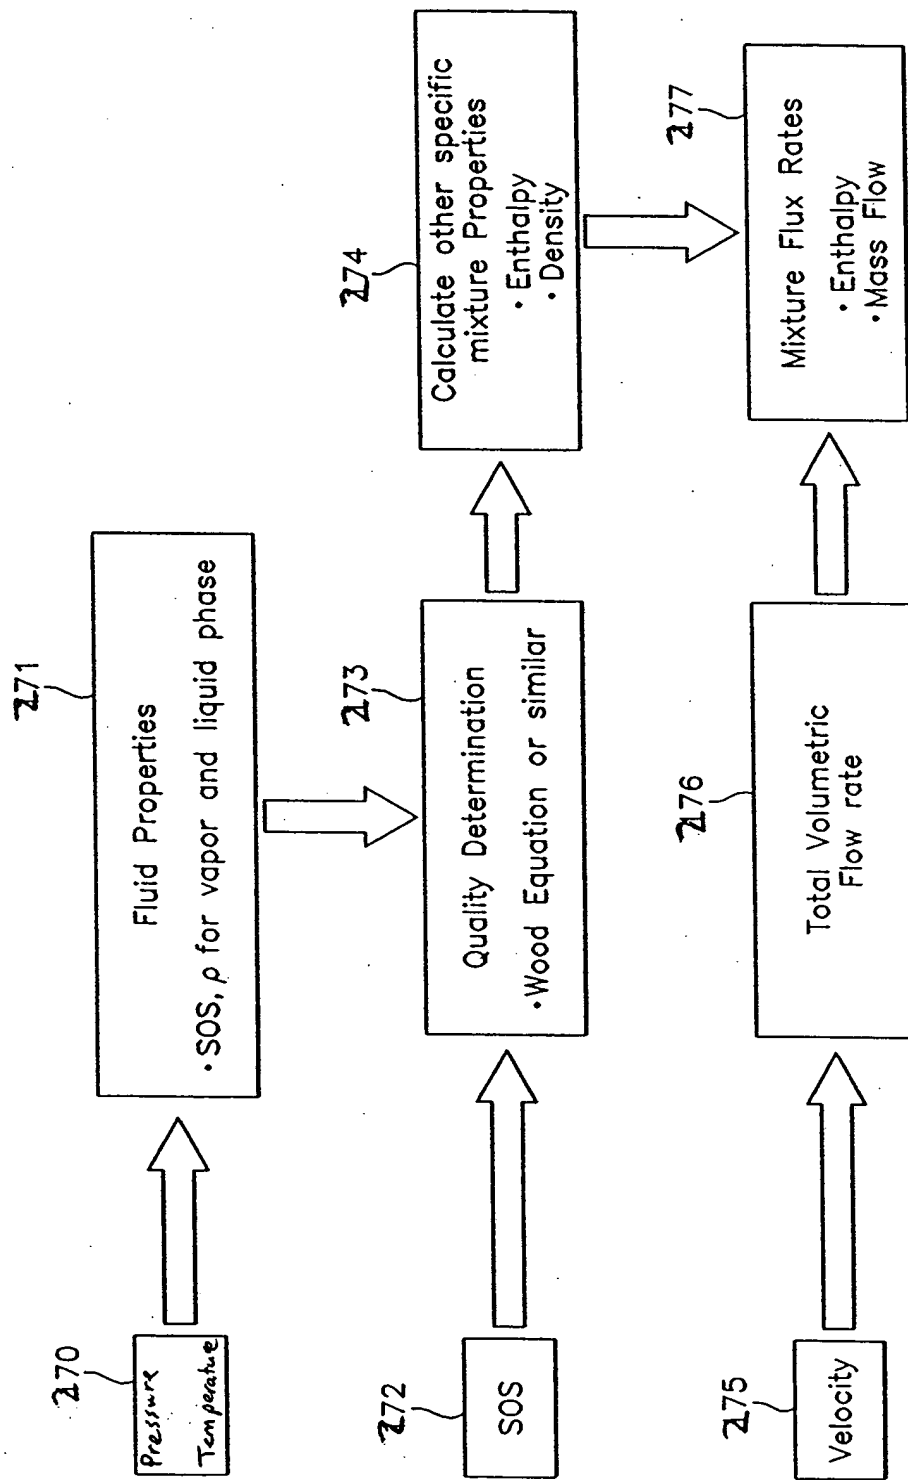 270
Pressure
Temperatue
271
Fluid Properties
• SOS, ρ for vapor and liquid phase
272
SOS
273
Quality Determination
• Wood Equation or similar
274
Calculate other specific
mixture Properties
• Enthalpy
• Density
275
Velocity
276
Total Volumetric
Flow rate
277
Mixture Flux Rates
• Enthalpy
• Mass Flow